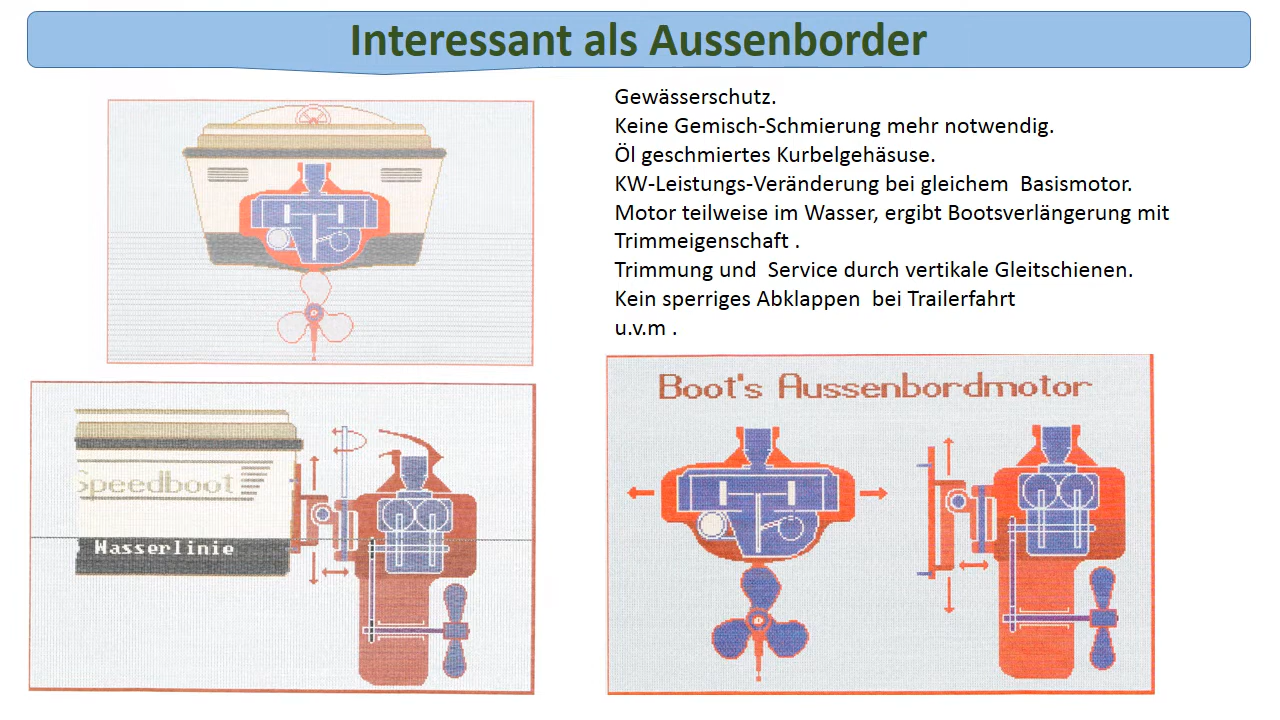 Interessant als Aussenborder
Gewässerschutz.
Keine Gemisch-Schmierung mehr notwendig.
Öl geschmiertes Kurbelgehäsuse.
KW-Leistungs-Veränderung bei gleichem  Basismotor.
Motor teilweise im Wasser, ergibt Bootsverlängerung mit
Trimmeigenschaft .
Trimmung und  Service durch vertikale Gleitschienen.
Kein sperriges Abklappen  bei Trailerfahrt
u.v.m .
Speedboot
Wasserlinie
Boot's Aussenbordmotor